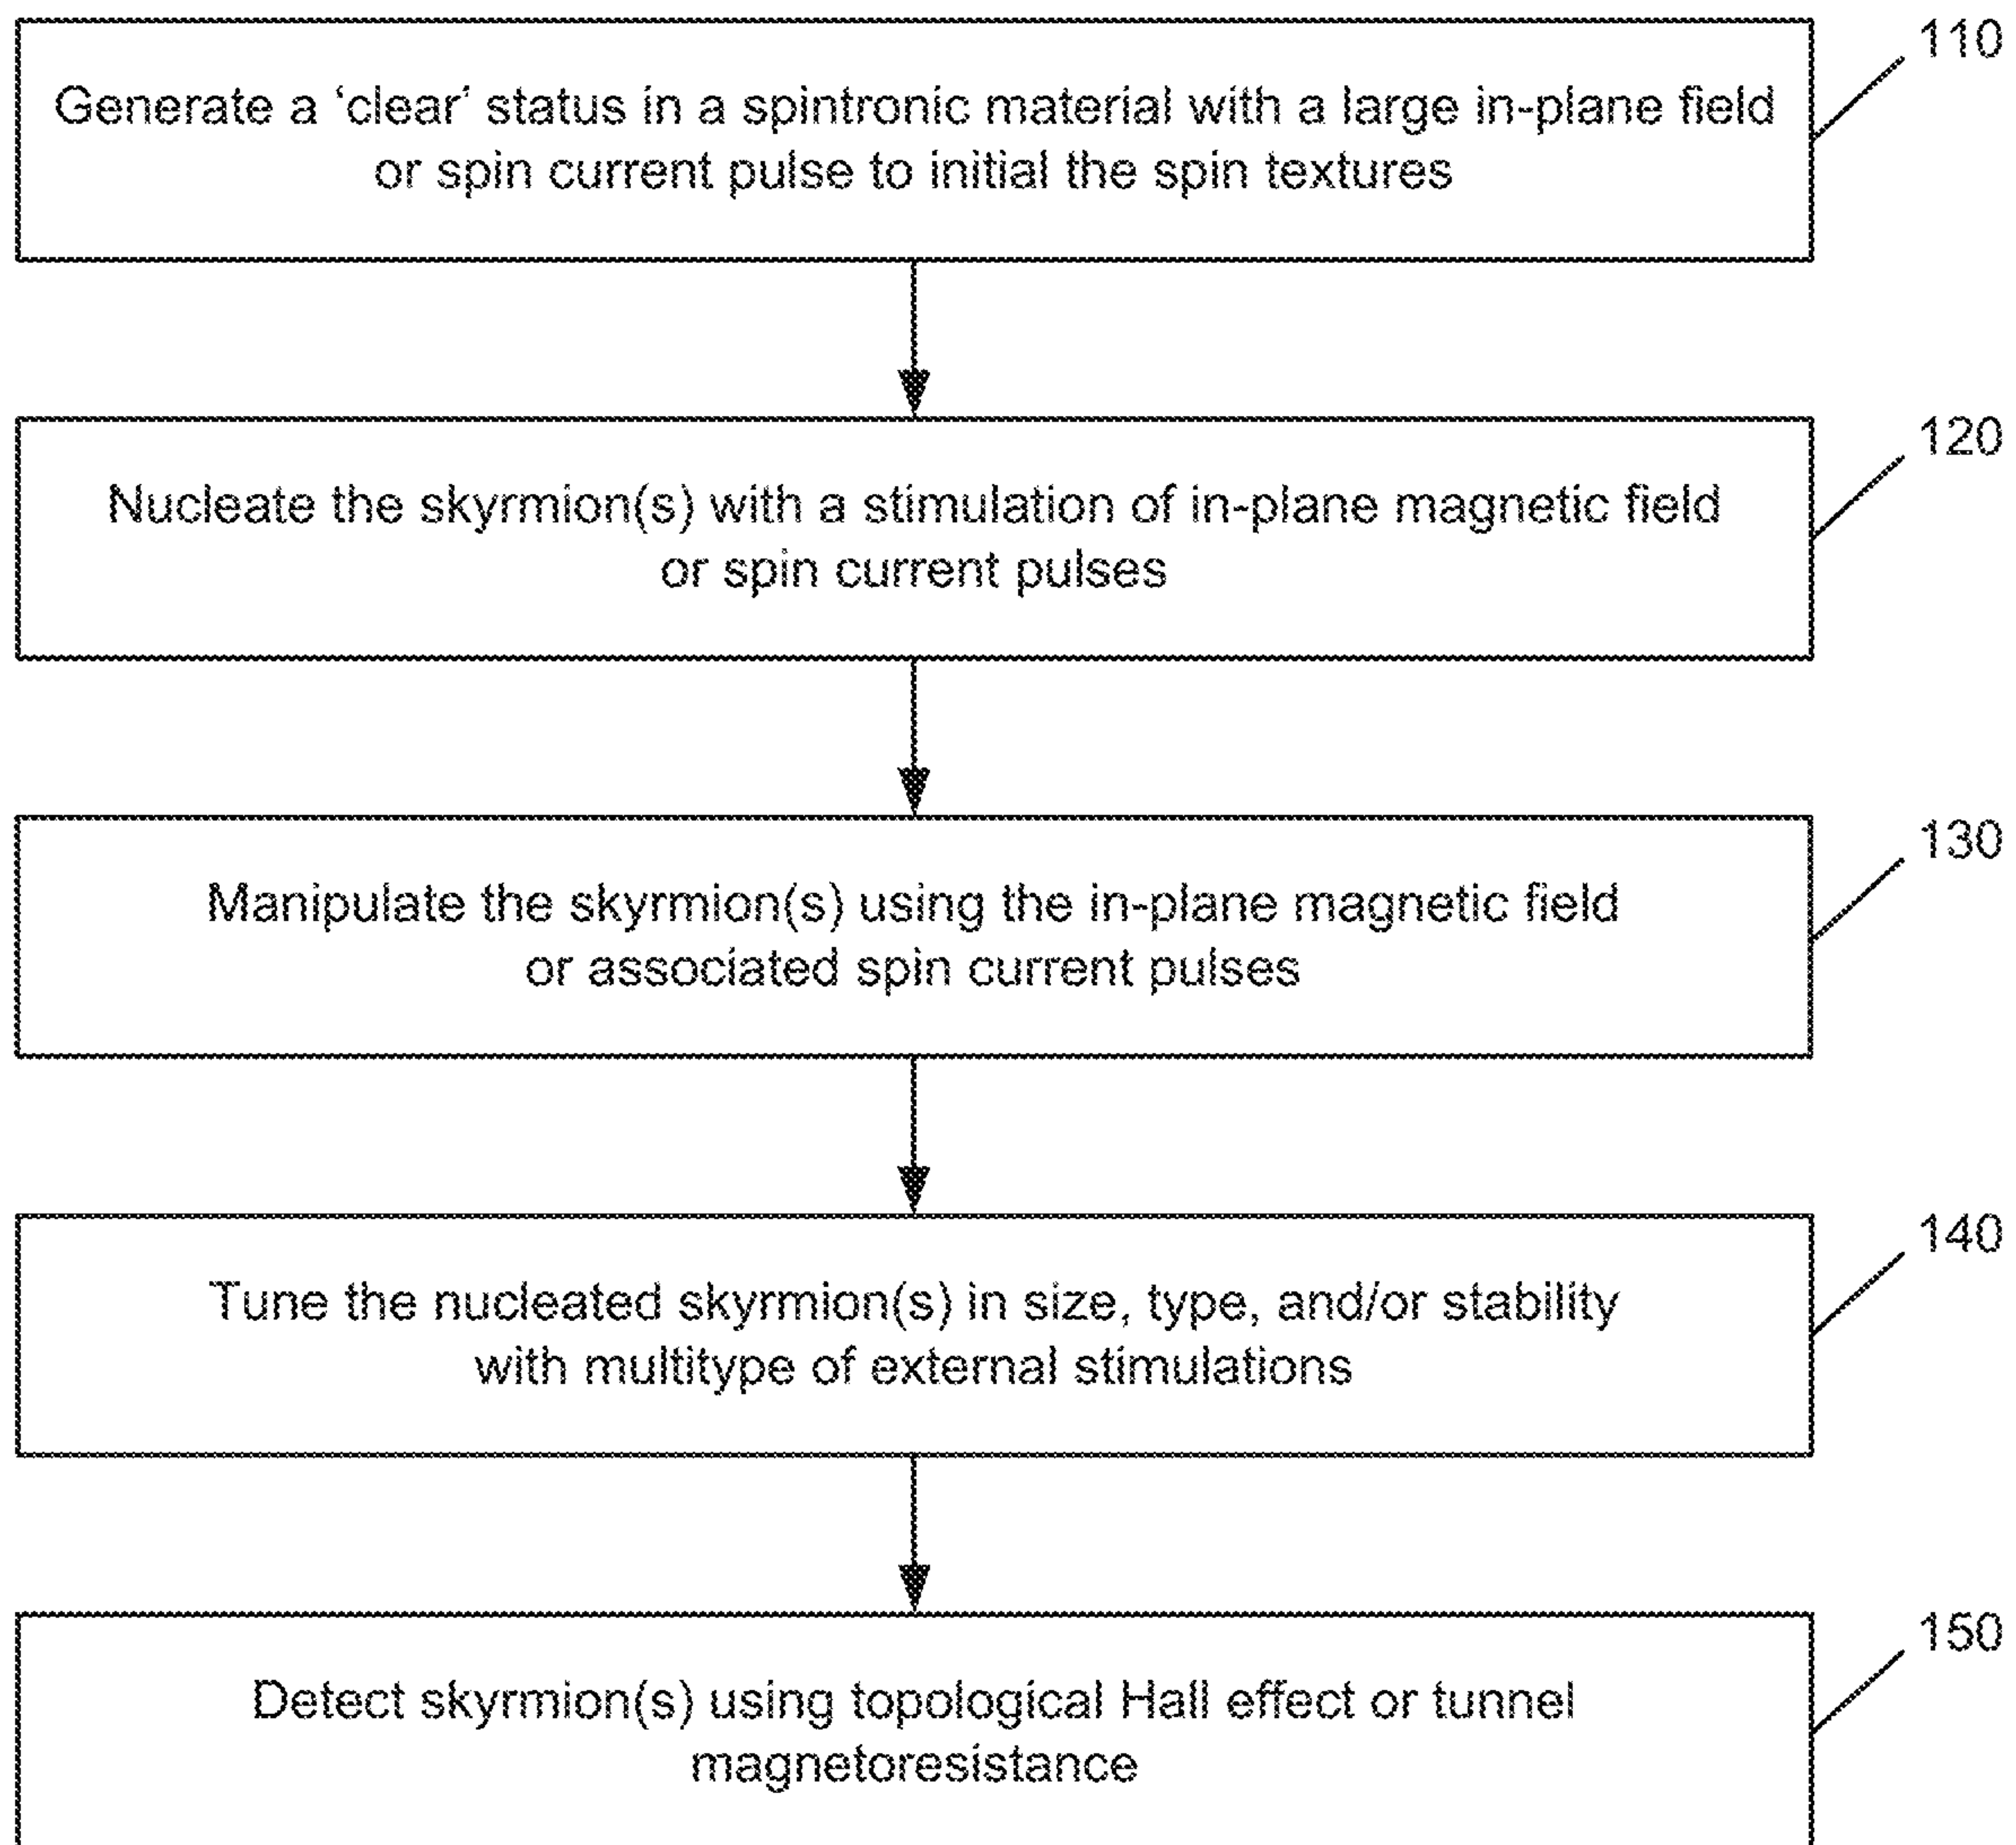 110
Generate a ‘clear’ status in a spintronic material with a large in-plane field
or spin current pulse to initial the spin textures
120
Nucleate the skyrmion(s) with a stimulation of in-plane magnetic field
or spin current pulses
130
Manipulate the skyrmion(s) using the in-plane magnetic field
or associated spin current pulses
140
Tune the nucleated skyrmion(s) in size, type, and/or stability
with multitype of external stimulations
150
Detect skyrmion(s) using topological Hall effect or tunnel
magnetoresistance